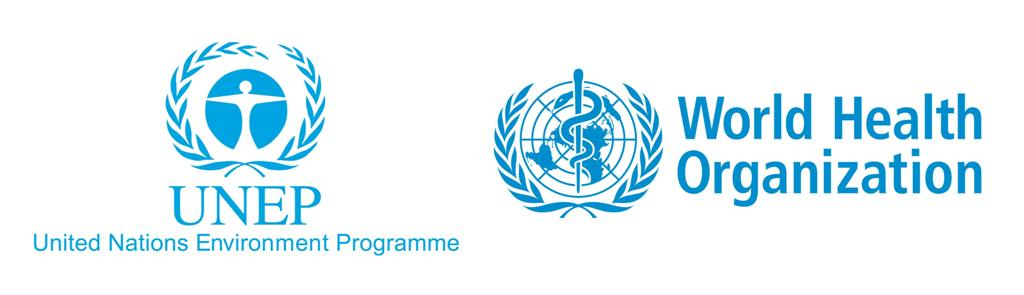 UNEP
United Nations Environment Programme
World Health
Organization